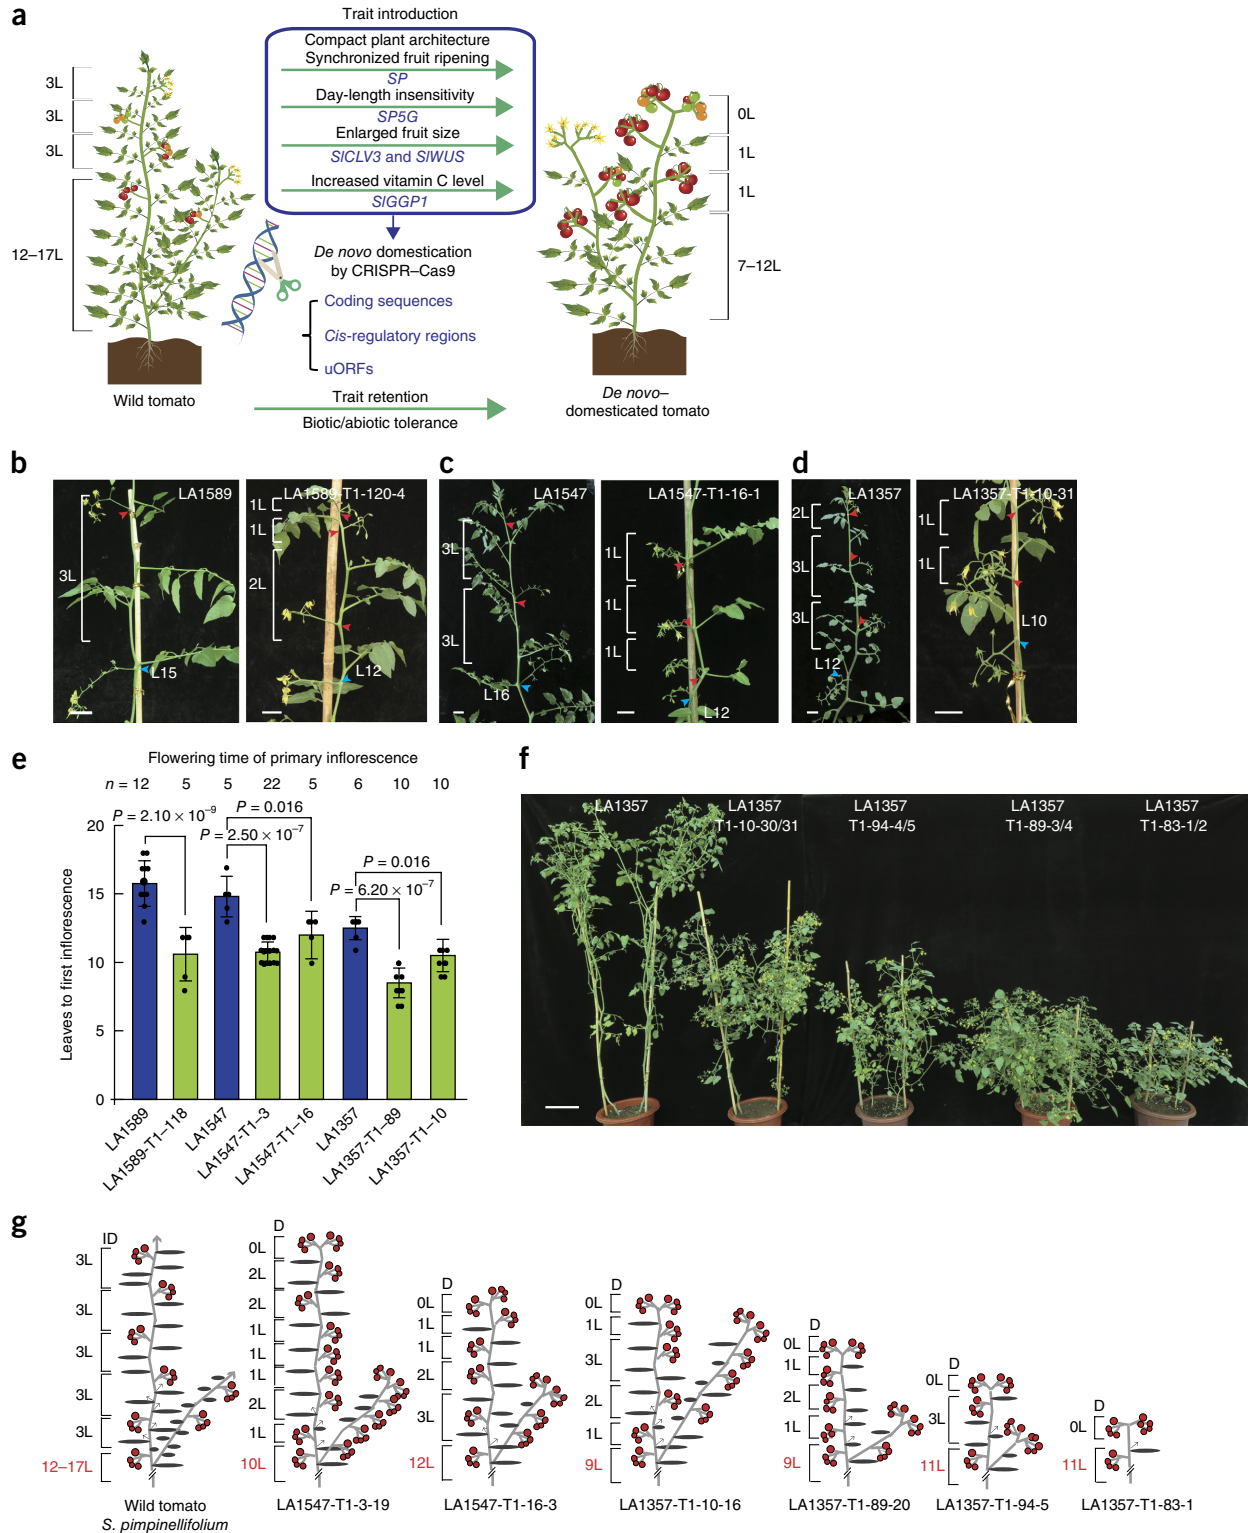 a
Trait introduction
Compact plant architecture
Synchronized fruit ripening
SP
Day-length insensitivity
SP5G
Enlarged fruit size
SlCLV3 and SlWUS
Increased vitamin C level
SlGGP1
3L
3L
3L
12–17L
0L
1L
1L
7–12L
De novo domestication
by CRISPR–Cas9
Coding sequences
Cis-regulatory regions
uORFs
Wild tomato
Trait retention
Biotic/abiotic tolerance
De novo–
domesticated tomato
b
LA1589
3L
L15
LA1589-T1-120-4
1L
1L
2L
L12
c
LA1547
3L
3L
L16
LA1547-T1-16-1
1L
1L
1L
L12
d
LA1357
2L
3L
3L
L12
LA1357-T1-10-31
1L
1L
L10
e
Flowering time of primary inflorescence
n = 12 5 5 22 5 6 10 10
P = 2.10 × 10–9
P = 0.016
P = 2.50 × 10–7
P = 0.016
P = 6.20 × 10–7
Leaves to first inflorescence
20
15
10
5
0
LA1589
LA1589-T1–118
LA1547
LA1547-T1–3
LA1547-T1–16
LA1357
LA1357-T1–89
LA1357-T1–10
f
LA1357
LA1357
T1-10-30/31
LA1357
T1-94-4/5
LA1357
T1-89-3/4
LA1357
T1-83-1/2
g
ID
3L
3L
3L
3L
3L
12–17L
Wild tomato
S. pimpinellifolium
D
0L
2L
2L
1L
1L
1L
2L
1L
10L
LA1547-T1-3-19
D
0L
1L
1L
2L
3L
12L
LA1547-T1-16-3
D
0L
1L
3L
2L
1L
9L
LA1357-T1-10-16
D
0L
1L
2L
1L
9L
LA1357-T1-89-20
D
0L
3L
11L
LA1357-T1-94-5
D
0L
11L
LA1357-T1-83-1